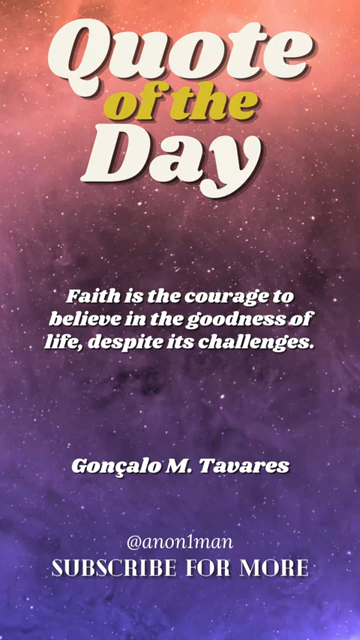 Quote
of the
Day
Faith is the courage to
believe in the goodness of
life, despite its challenges.
Gonçalo M. Tavares
@anon1man
SUBSCRIBE FOR MORE